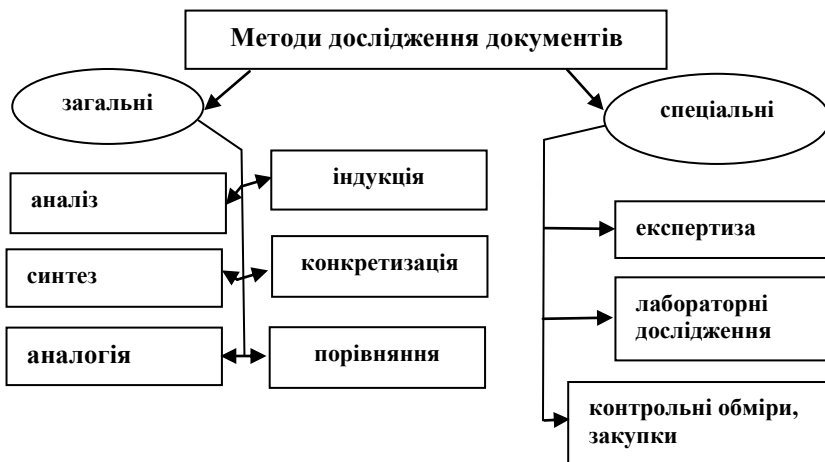 Методи дослідження документів
загальні
спеціальні
аналіз
індукція
синтез
конкретизація
аналогія
порівняння
експертиза
лабораторні
дослідження
контрольні обміри,
закупки